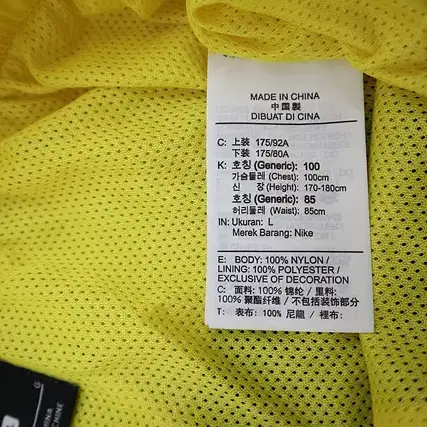 MADE IN CHINA
中国製
DIBUAT DI CINA
C: 上装 175/92A
下装 175/80A
K: 호칭 (Generic): 100
가슴둘레 (Chest): 100cm
신 장 (Height): 170-180cm
호칭 (Generic): 85
허리둘레 (Waist): 85cm
IN: Ukuran: L
Merek Barang: Nike
E: BODY: 100% NYLON /
LINING: 100% POLYESTER /
EXCLUSIVE OF DECORATION
C: 面料: 100% 锦纶 / 里料:
100% 聚酯纤维 / 不包括装饰部分
T: 表布: 100% 尼龍 / 裡布: